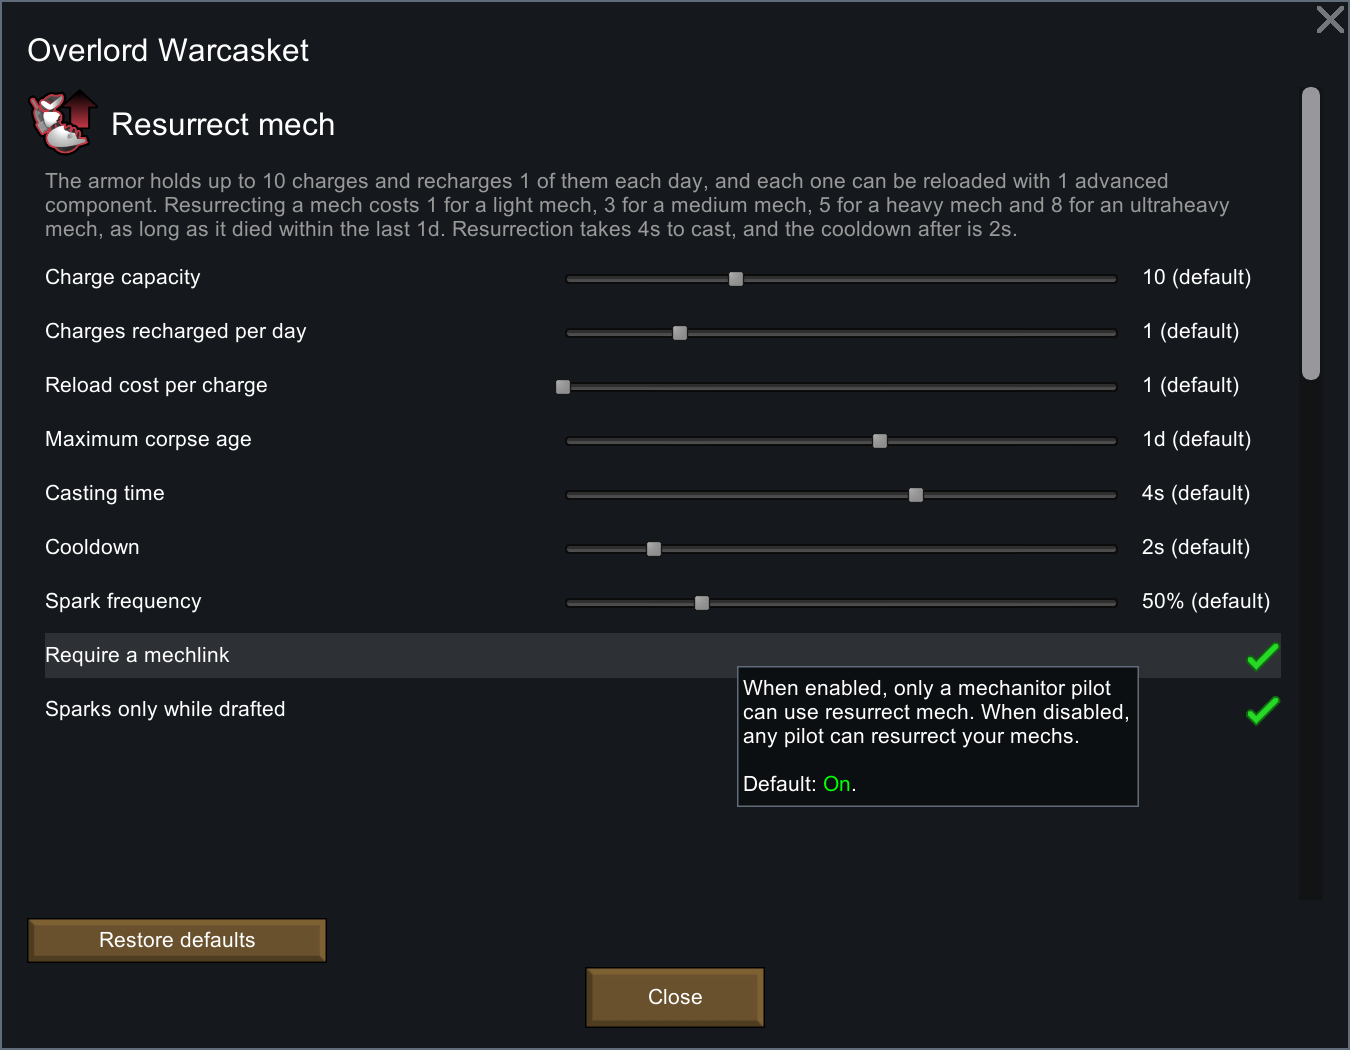 Overlord Warcasket
Resurrect mech
The armor holds up to 10 charges and recharges 1 of them each day, and each one can be reloaded with 1 advanced
component. Resurrecting a mech costs 1 for a light mech, 3 for a medium mech, 5 for a heavy mech and 8 for an ultraheavy
mech, as long as it died within the last 1d. Resurrection takes 4s to cast, and the cooldown after is 2s.
Charge capacity 10 (default)
Charges recharged per day 1 (default)
Reload cost per charge 1 (default)
Maximum corpse age 1d (default)
Casting time 4s (default)
Cooldown 2s (default)
Spark frequency 50% (default)
Require a mechlink
Sparks only while drafted
When enabled, only a mechanitor pilot
can use resurrect mech. When disabled,
any pilot can resurrect your mechs.
Default: On.
Restore defaults
Close